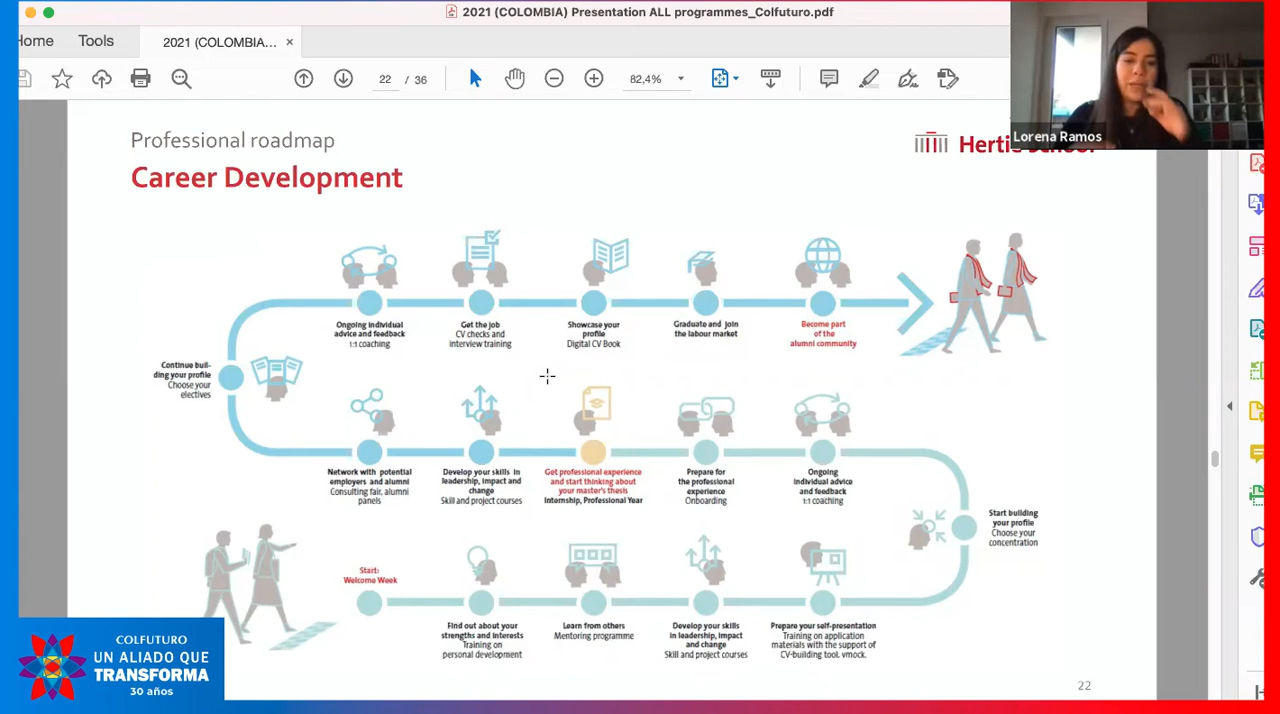 2021 (COLOMBIA) Presentation ALL programmes_Colfuturo.pdf
Home
Tools
2021 (COLOMBIA... ×
22 / 36
82,4%
Lorena Ramos
Professional roadmap
Career Development
Hertie School
Ongoing individual
advice and feedback
1:1 coaching
Get the job
CV checks and
interview training
Showcase your
profile
Digital CV Book
Graduate and join
the labour market
Become part
of the
alumni community
Continue buil-
ding your profile
Choose your
electives
Network with potential
employers and alumni
Consulting fair, alumni
panels
Develop your skills in
leadership, impact and
change
Skill and project courses
Get professional experience
and start thinking about
your master's thesis
Internship, Professional Year
Prepare for
the professional
experience
Onboarding
Ongoing
individual advice
and feedback
1:1 coaching
Start building
your profile
Choose your
concentration
Start:
Welcome Week
Find out about your
strengths and interests
Training on
personal development
Learn from others
Mentoring programme
Develop your skills
in leadership, impact
and change
Skill and project courses
Prepare your self-presentation
Training on application
materials with the support of
CV-building tool. vmock.
COLFUTURO
UN ALIADO QUE
TRANSFORMA
30 años
22